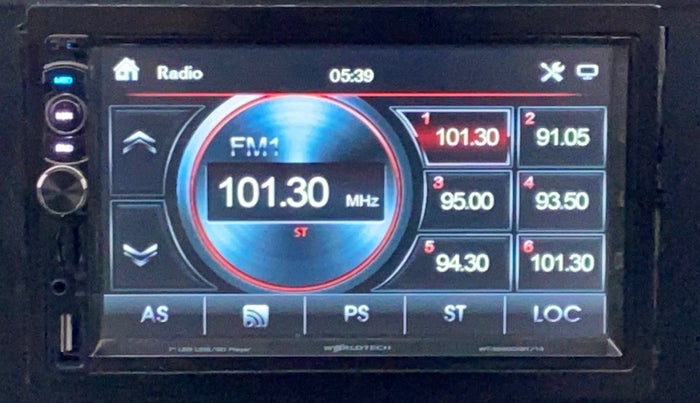 Radio 05:39
FM1
101.30 MHz
ST
1 101.30
2 91.05
3 95.00
4 93.50
5 94.30
6 101.30
AS PS ST LOC
WORLDTECH